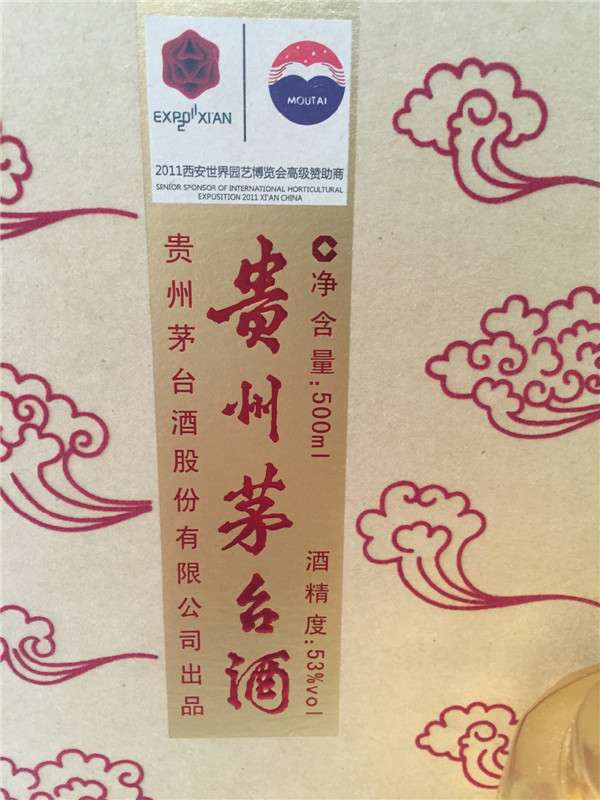 EXPO 2011 XI'AN
MOUTAI
2011西安世界园艺博览会高级赞助商
SENIOR SPONSOR OF INTERNATIONAL HORTICULTURAL
EXPOSITION 2011 XI'AN CHINA
净含量:500ml
酒精度:53%vol
贵州茅台酒
贵州茅台酒股份有限公司出品